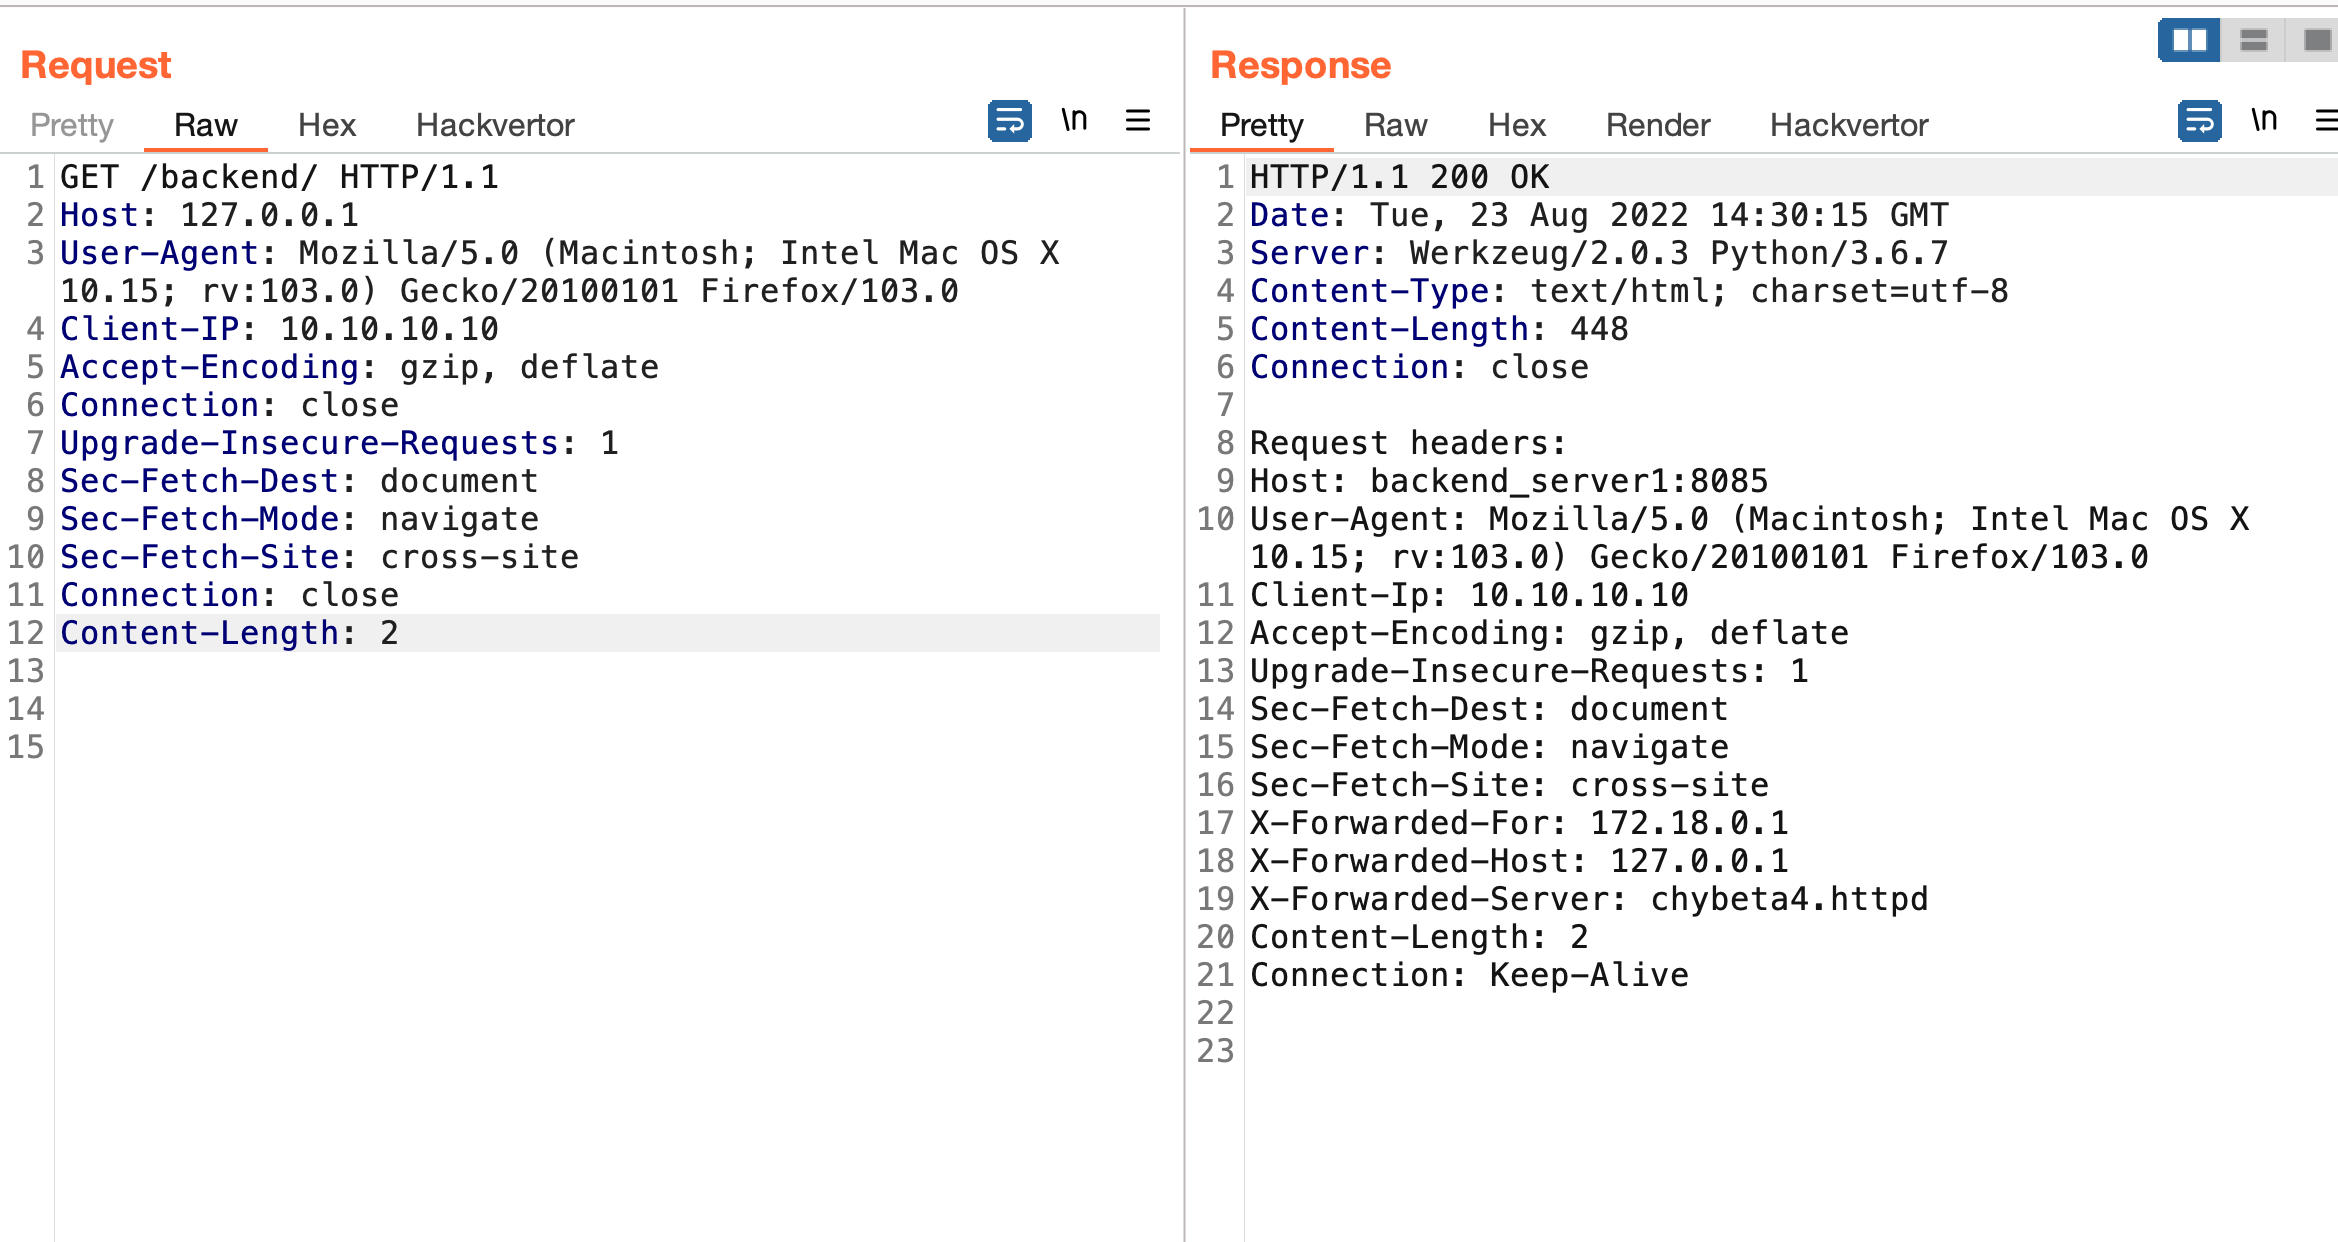 Request
Pretty Raw Hex Hackvertor \n
1 GET /backend/ HTTP/1.1
2 Host: 127.0.0.1
3 User-Agent: Mozilla/5.0 (Macintosh; Intel Mac OS X
10.15; rv:103.0) Gecko/20100101 Firefox/103.0
4 Client-IP: 10.10.10.10
5 Accept-Encoding: gzip, deflate
6 Connection: close
7 Upgrade-Insecure-Requests: 1
8 Sec-Fetch-Dest: document
9 Sec-Fetch-Mode: navigate
10 Sec-Fetch-Site: cross-site
11 Connection: close
12 Content-Length: 2
13
14
15
Response
Pretty Raw Hex Render Hackvertor \n
1 HTTP/1.1 200 OK
2 Date: Tue, 23 Aug 2022 14:30:15 GMT
3 Server: Werkzeug/2.0.3 Python/3.6.7
4 Content-Type: text/html; charset=utf-8
5 Content-Length: 448
6 Connection: close
7
8 Request headers:
9 Host: backend_server1:8085
10 User-Agent: Mozilla/5.0 (Macintosh; Intel Mac OS X
10.15; rv:103.0) Gecko/20100101 Firefox/103.0
11 Client-Ip: 10.10.10.10
12 Accept-Encoding: gzip, deflate
13 Upgrade-Insecure-Requests: 1
14 Sec-Fetch-Dest: document
15 Sec-Fetch-Mode: navigate
16 Sec-Fetch-Site: cross-site
17 X-Forwarded-For: 172.18.0.1
18 X-Forwarded-Host: 127.0.0.1
19 X-Forwarded-Server: chybeta4.httpd
20 Content-Length: 2
21 Connection: Keep-Alive
22
23